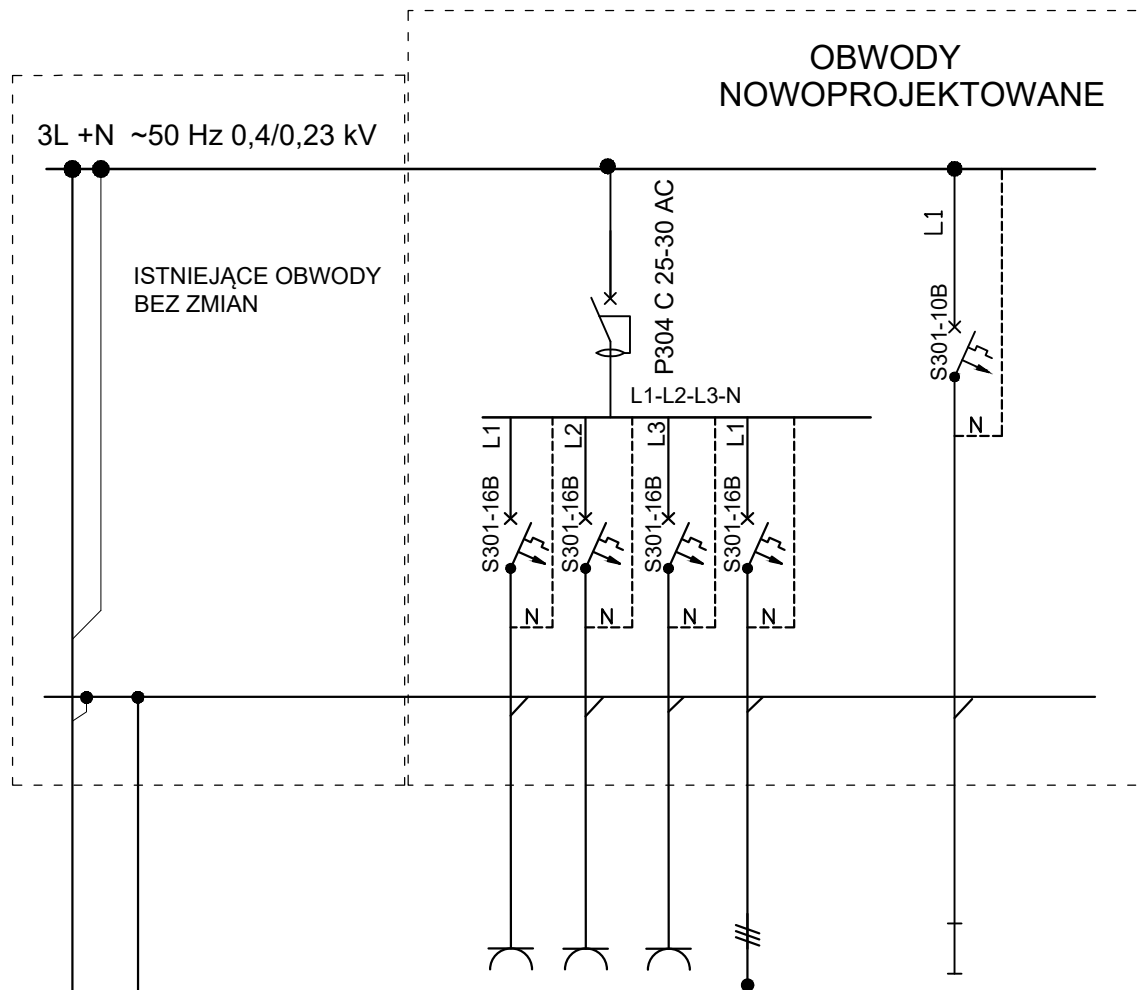 OBWODY
NOWOPROJEKTOWANE
3L +N ~50 Hz 0,4/0,23 kV
ISTNIEJĄCE OBWODY
BEZ ZMIAN
P304 C 25-30 AC
L1
S301-10B
N
L1-L2-L3-N
L1
L2
L3
L1
S301-16B
S301-16B
S301-16B
S301-16B
N
N
N
N